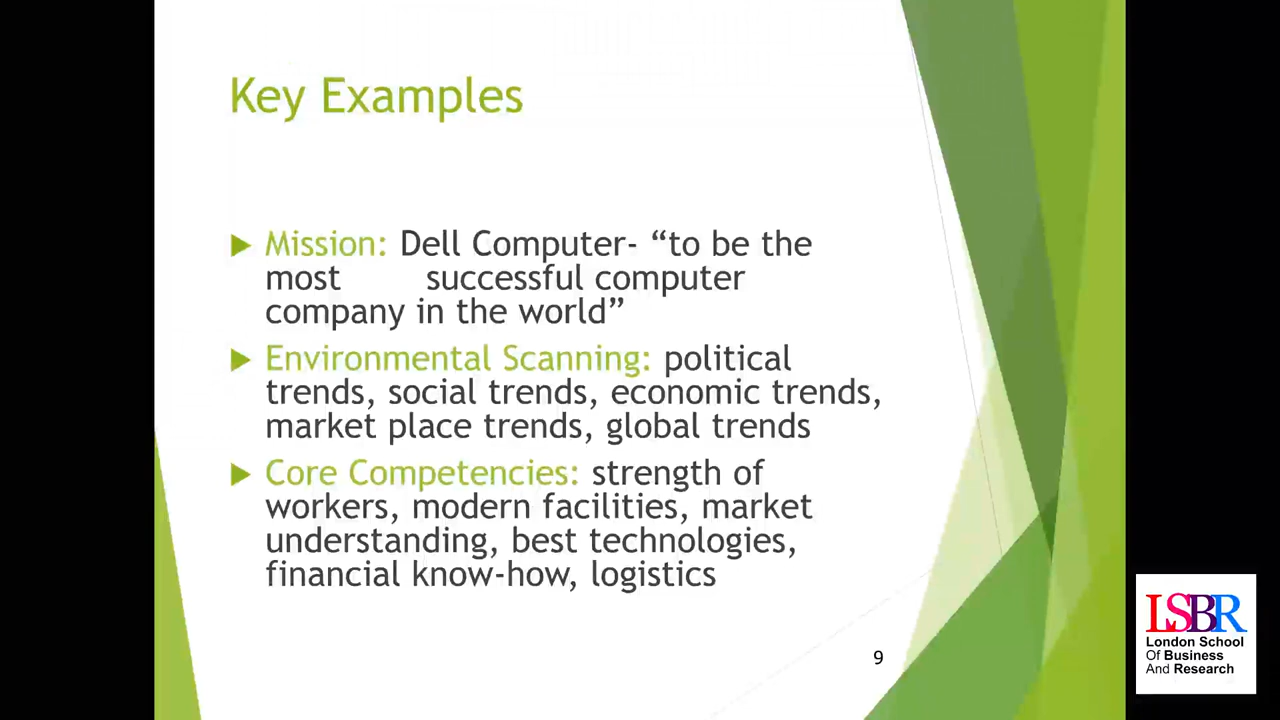 Key Examples
Mission: Dell Computer- “to be the
most successful computer
company in the world”
Environmental Scanning: political
trends, social trends, economic trends,
market place trends, global trends
Core Competencies: strength of
workers, modern facilities, market
understanding, best technologies,
financial know-how, logistics
9
LSBR
London School
Of Business
And Research